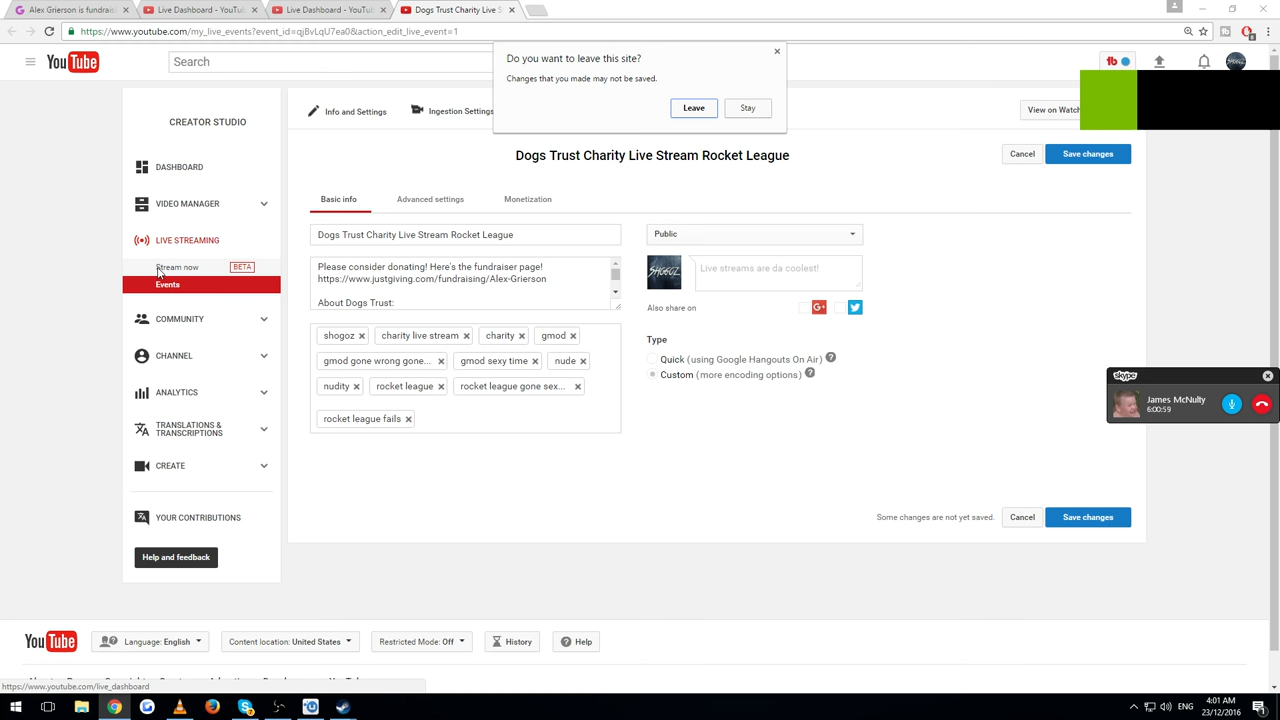 Alex Grierson is fundrais
Live Dashboard - YouTub
Live Dashboard - YouTub
Dogs Trust Charity Live S
https://www.youtube.com/my_live_events?event_id=qjBvLqU7ea0&action_edit_live_event=1
Do you want to leave this site?
Changes that you made may not be saved.
Leave
Stay
YouTube
Search
CREATOR STUDIO
DASHBOARD
VIDEO MANAGER
LIVE STREAMING
Stream now BETA
Events
COMMUNITY
CHANNEL
ANALYTICS
TRANSLATIONS &
TRANSCRIPTIONS
CREATE
YOUR CONTRIBUTIONS
Help and feedback
Info and Settings
Ingestion Settings
View on Watch
Dogs Trust Charity Live Stream Rocket League
Cancel
Save changes
Basic info
Advanced settings
Monetization
Dogs Trust Charity Live Stream Rocket League
Please consider donating! Here's the fundraiser page!
https://www.justgiving.com/fundraising/Alex-Grierson
About Dogs Trust:
shogoz
charity live stream
charity
gmod
gmod gone wrong gone...
gmod sexy time
nude
nudity
rocket league
rocket league gone sex...
rocket league fails
Public
SHOGOZ
Live streams are da coolest!
Also share on
Type
Quick (using Google Hangouts On Air)
Custom (more encoding options)
Some changes are not yet saved.
Cancel
Save changes
skype
James McNulty
6:00:59
YouTube
Language: English
Content location: United States
Restricted Mode: Off
History
Help
https://www.youtube.com/live_dashboard
ENG
4:01 AM
23/12/2016